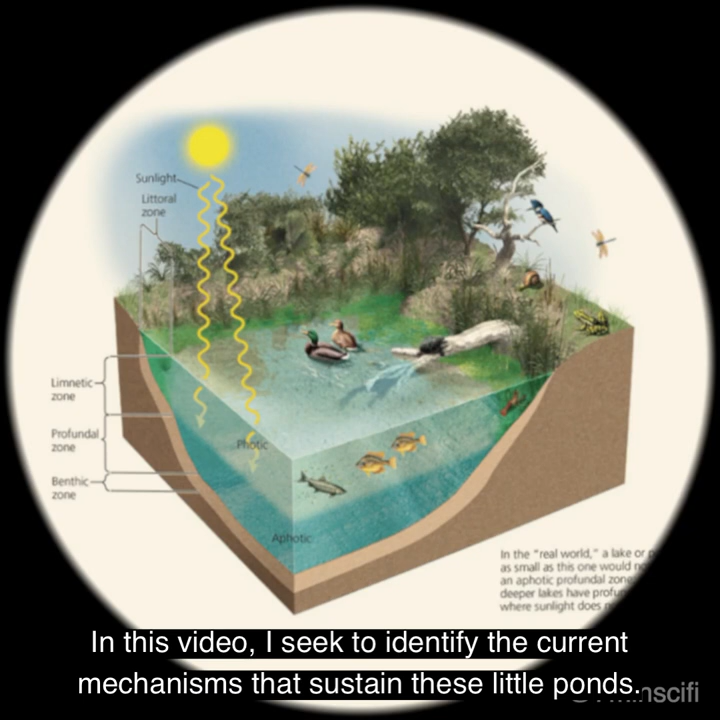 Sunlight
Littoral
zone
Limnetic
zone
Profundal
zone
Benthic
zone
Photic
Aphotic
In the "real world," a lake or
as small as this one would
an aphotic profundal zone
deeper lakes have
where sunlight does
In this video, I seek to identify the current
mechanisms that sustain these little ponds.